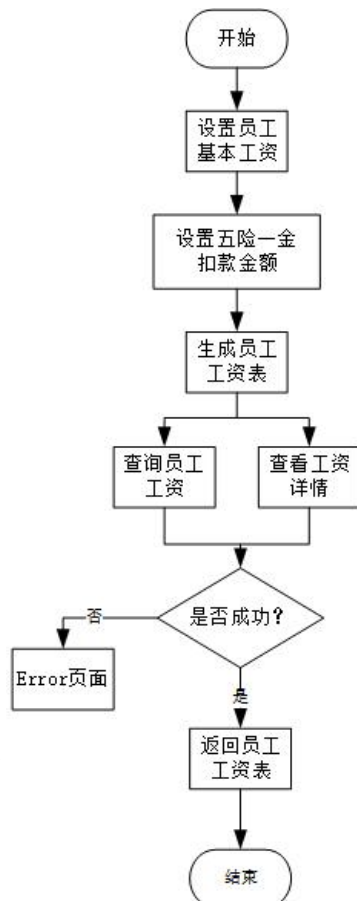 开始
设置员工
基本工资
设置五险一金
扣款金额
生成员工
工资表
查询员工
工资
查看工资
详情
是否成功?
否
Error页面
是
返回员工
工资表
结束